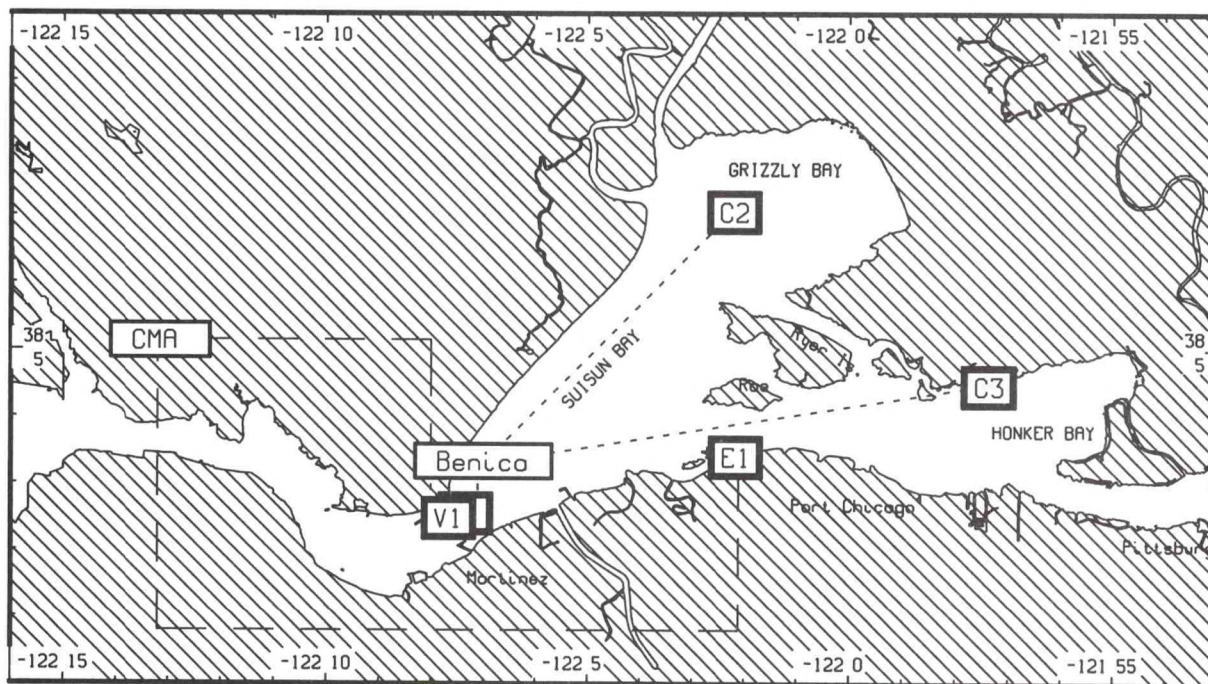 -122 15
-122 10
-122 5
-122 0
-121 55
GRIZZLY BAY
C2
38
5
CMA
SUISUN BAY
Ryer Is.
38
5
Roe
C3
HONKER BAY
Benica
E1
V1
Port Chicago
Martinez
Pittsburg
-122 15
-122 10
-122 5
-122 0
-121 55